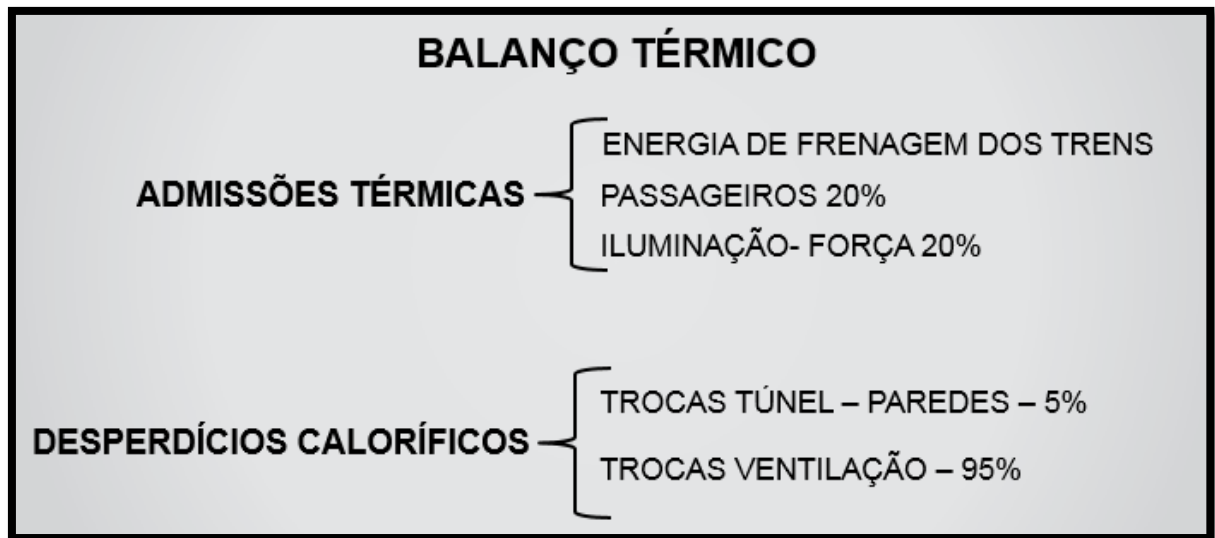 BALANÇO TÉRMICO
ADMISSÕES TÉRMICAS
ENERGIA DE FRENAGEM DOS TRENS
PASSAGEIROS 20%
ILUMINAÇÃO- FORÇA 20%
DESPERDÍCIOS CALORÍFICOS
TROCAS TÚNEL – PAREDES – 5%
TROCAS VENTILAÇÃO – 95%